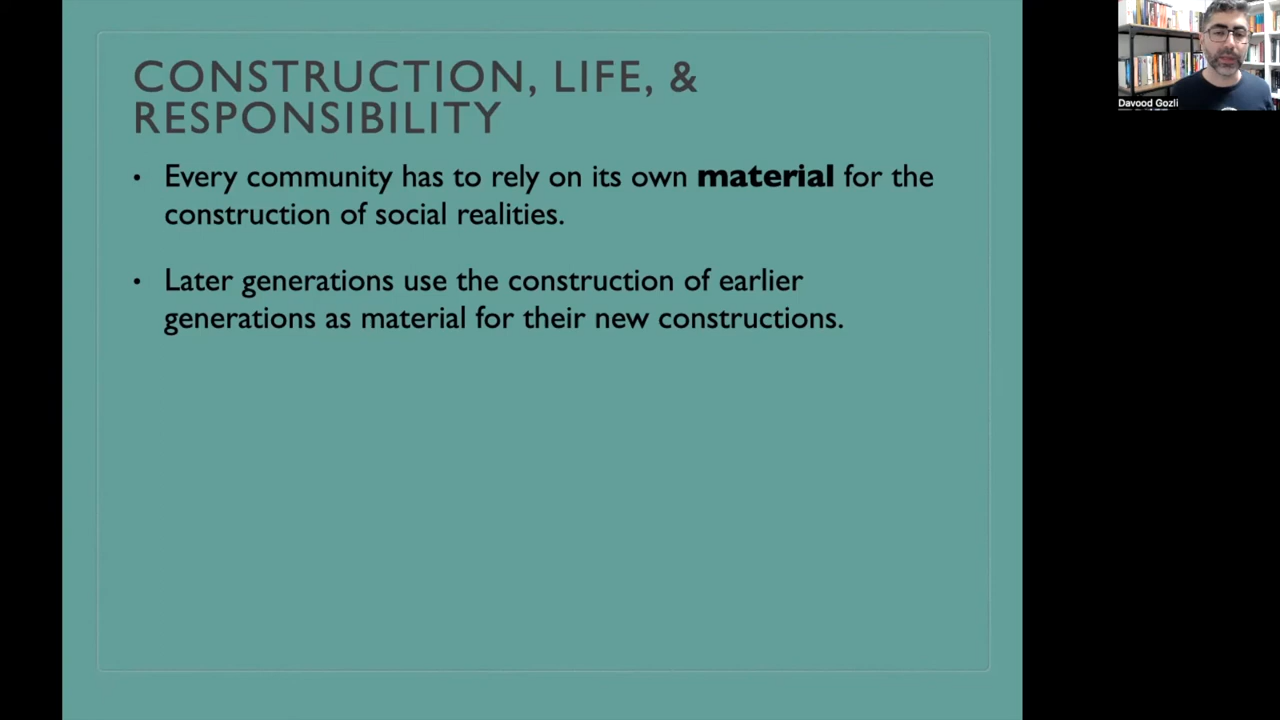 CONSTRUCTION, LIFE, &
RESPONSIBILITY
• Every community has to rely on its own material for the
construction of social realities.
• Later generations use the construction of earlier
generations as material for their new constructions.
Davood Gozli